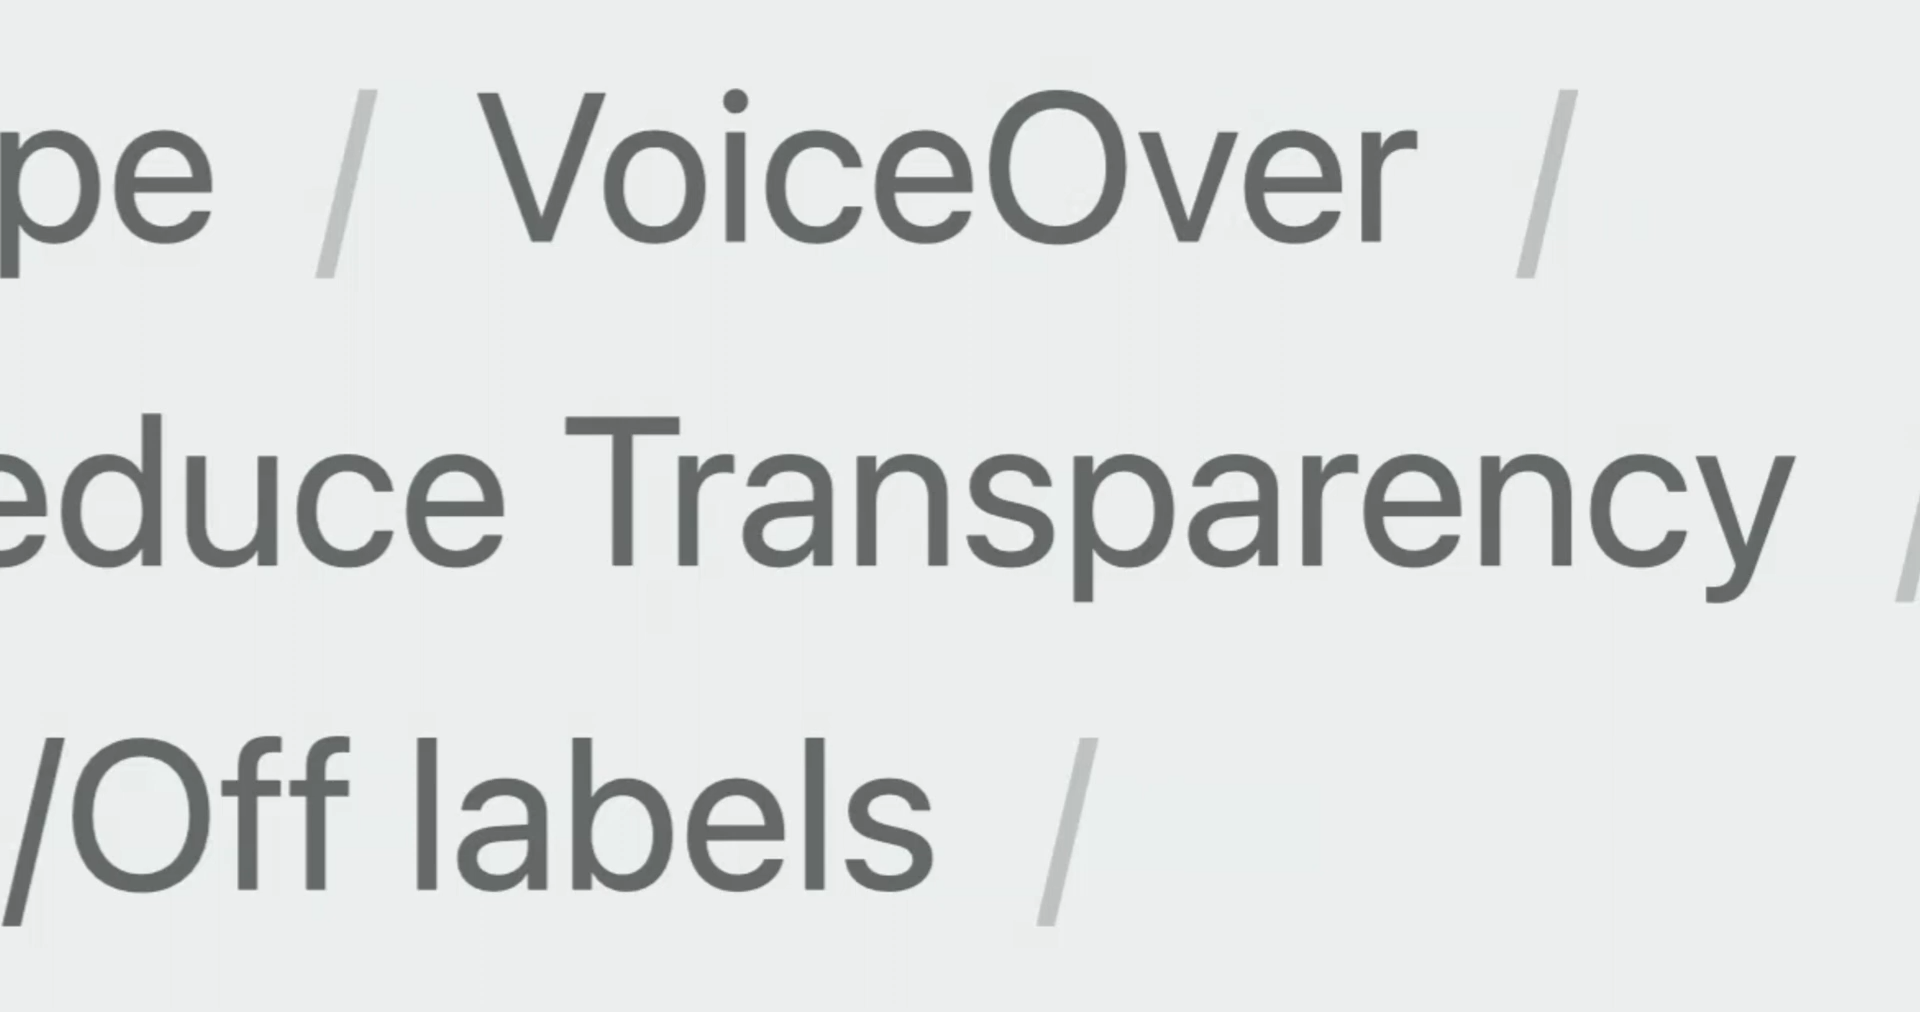 pe / VoiceOver /
educe Transparency /
/Off labels /